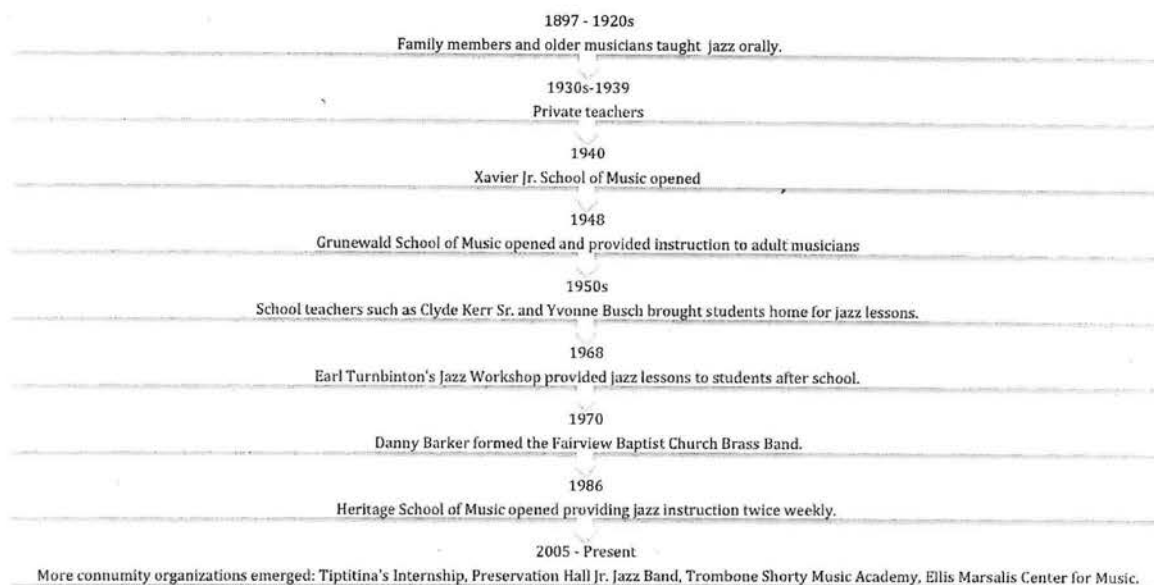 1897 - 1920s
Family members and older musicians taught jazz orally.
1930s-1939
Private teachers
1940
Xavier Jr. School of Music opened
1948
Grunewald School of Music opened and provided instruction to adult musicians
1950s
School teachers such as Clyde Kerr Sr. and Yvonne Busch brought students home for jazz lessons.
1968
Earl Turnbinton's Jazz Workshop provided jazz lessons to students after school.
1970
Danny Barker formed the Fairview Baptist Church Brass Band.
1986
Heritage School of Music opened providing jazz instruction twice weekly.
2005 - Present
More connumity organizations emerged: Tiptitina's Internship, Preservation Hall Jr. Jazz Band, Trombone Shorty Music Academy, Ellis Marsalis Center for Music.